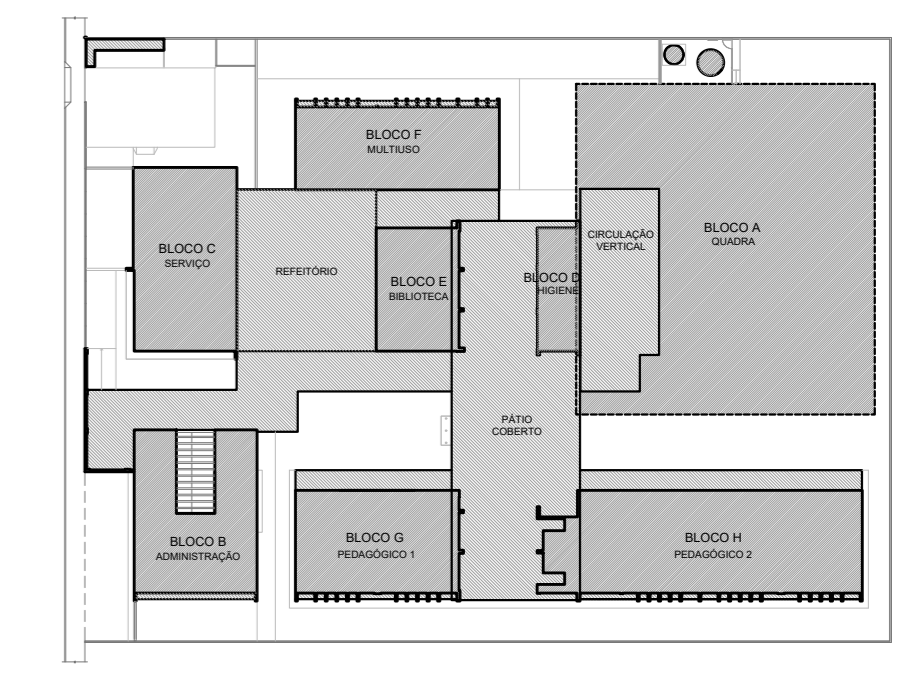 BLOCO F
MULTIUSO
BLOCO A
QUADRA
CIRCULAÇÃO
VERTICAL
BLOCO C
SERVIÇO
REFEITÓRIO
BLOCO E
BIBLIOTECA
BLOCO D
HIGIENE
PÁTIO
COBERTO
BLOCO B
ADMINISTRAÇÃO
BLOCO G
PEDAGÓGICO 1
BLOCO H
PEDAGÓGICO 2